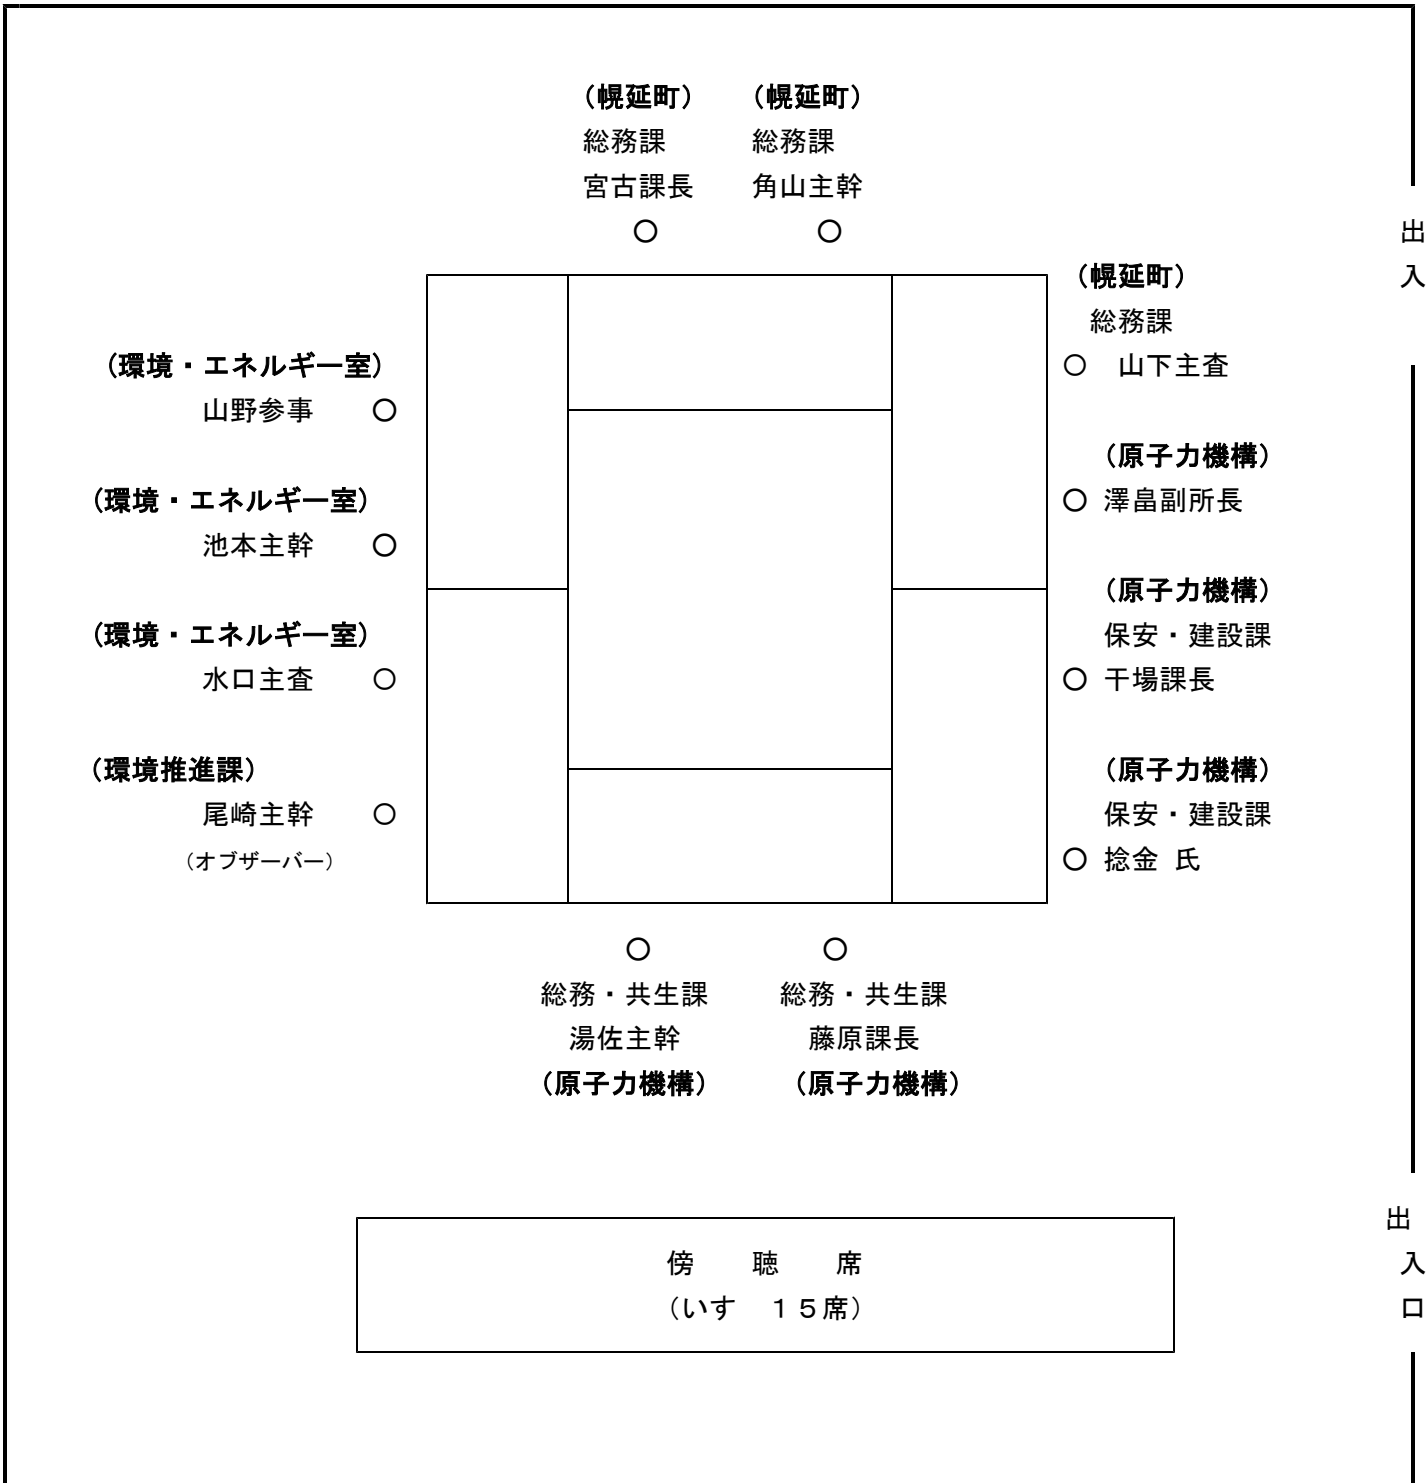 （幌延町）　（幌延町）
総務課　総務課
宮古課長　角山主幹
○　○
出
入
（幌延町）
総務課
○　山下主査
（環境・エネルギー室）
山野参事　○
（原子力機構）
○ 澤畠副所長
（環境・エネルギー室）
池本主幹　○
（原子力機構）
保安・建設課
○ 干場課長
（環境・エネルギー室）
水口主査　○
（原子力機構）
保安・建設課
○ 捻金 氏
（環境推進課）
尾崎主幹　○
（オブザーバー）
○　○
総務・共生課　総務・共生課
湯佐主幹　藤原課長
（原子力機構）　（原子力機構）
傍　聴　席
（いす　１５席）
出
入
口